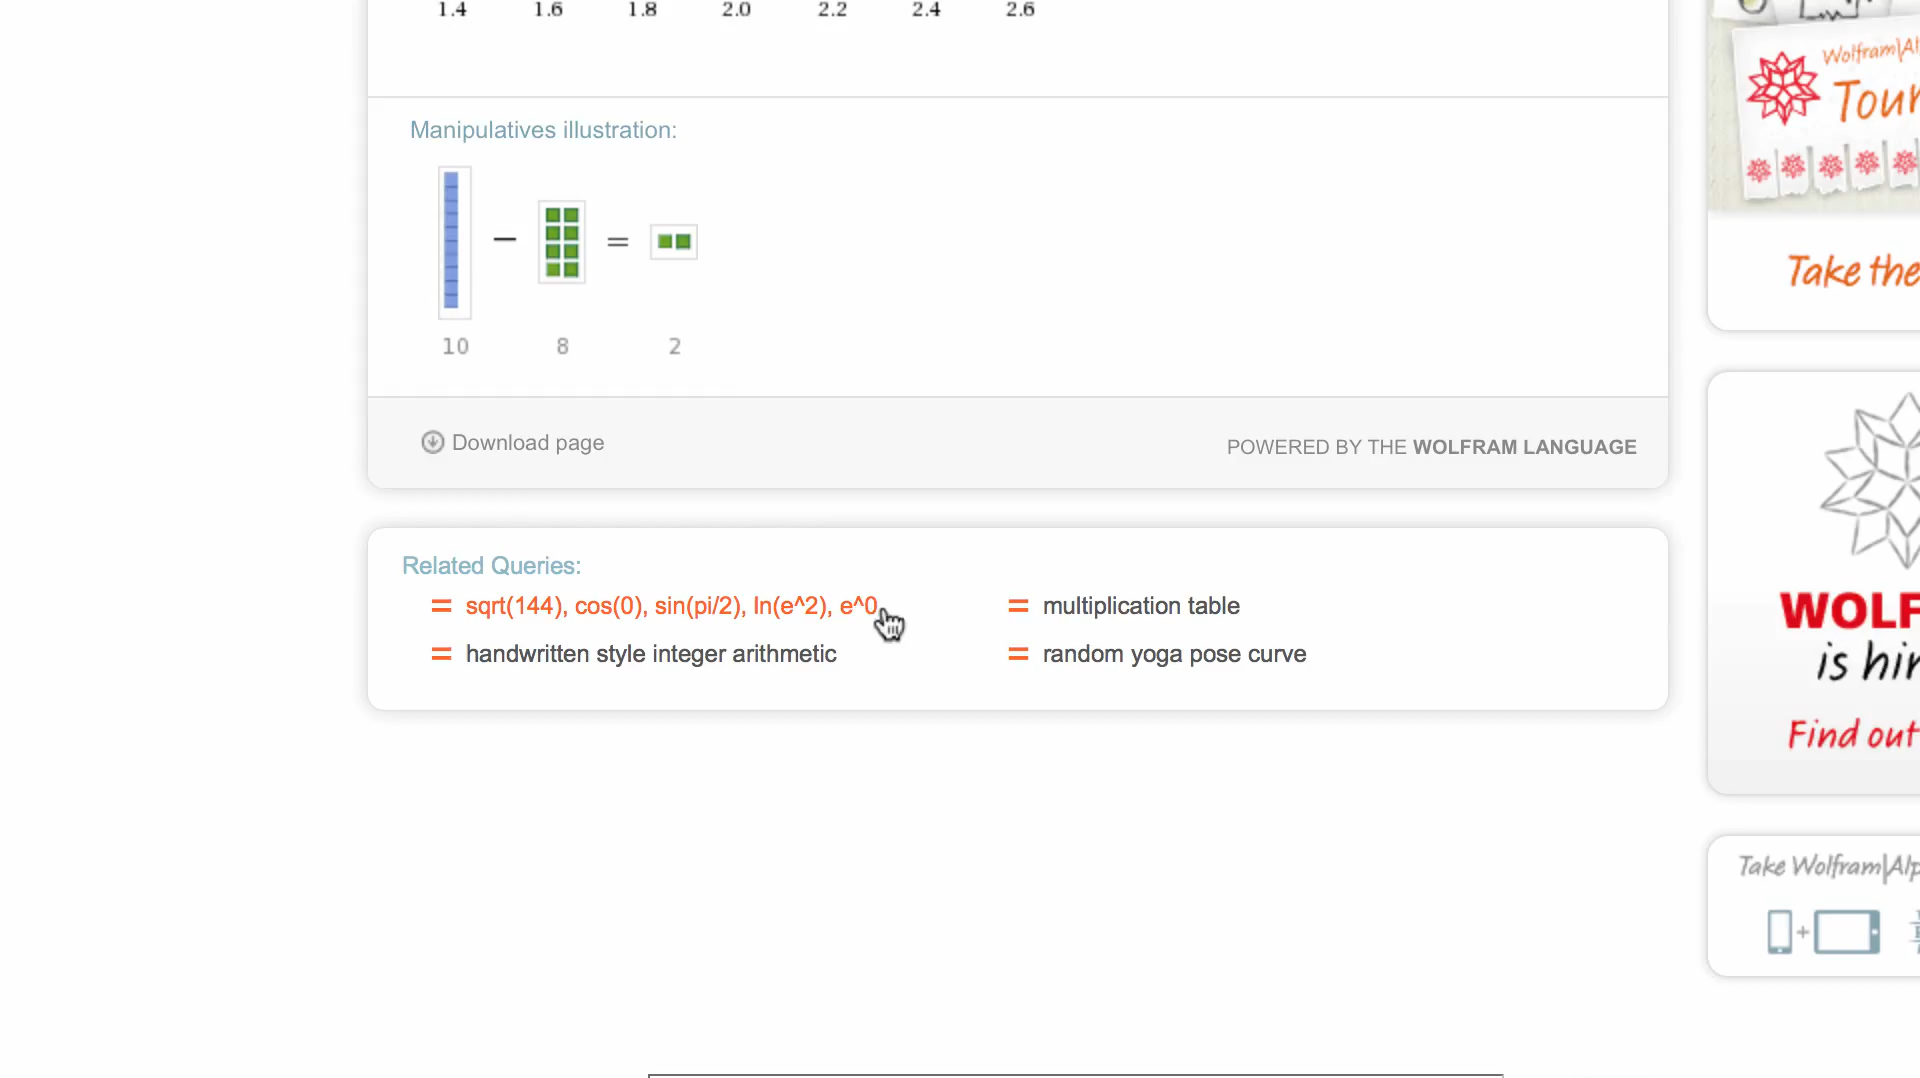 1.4 1.6 1.8 2.0 2.2 2.4 2.6
Manipulatives illustration:
− =
10 8 2
Download page
POWERED BY THE WOLFRAM LANGUAGE
Related Queries:
= sqrt(144), cos(0), sin(pi/2), ln(e^2), e^0
= multiplication table
= handwritten style integer arithmetic
= random yoga pose curve
Wolfram|Al
Tour
Take the
WOLF
is hir
Find out
Take Wolfram|Alp
+